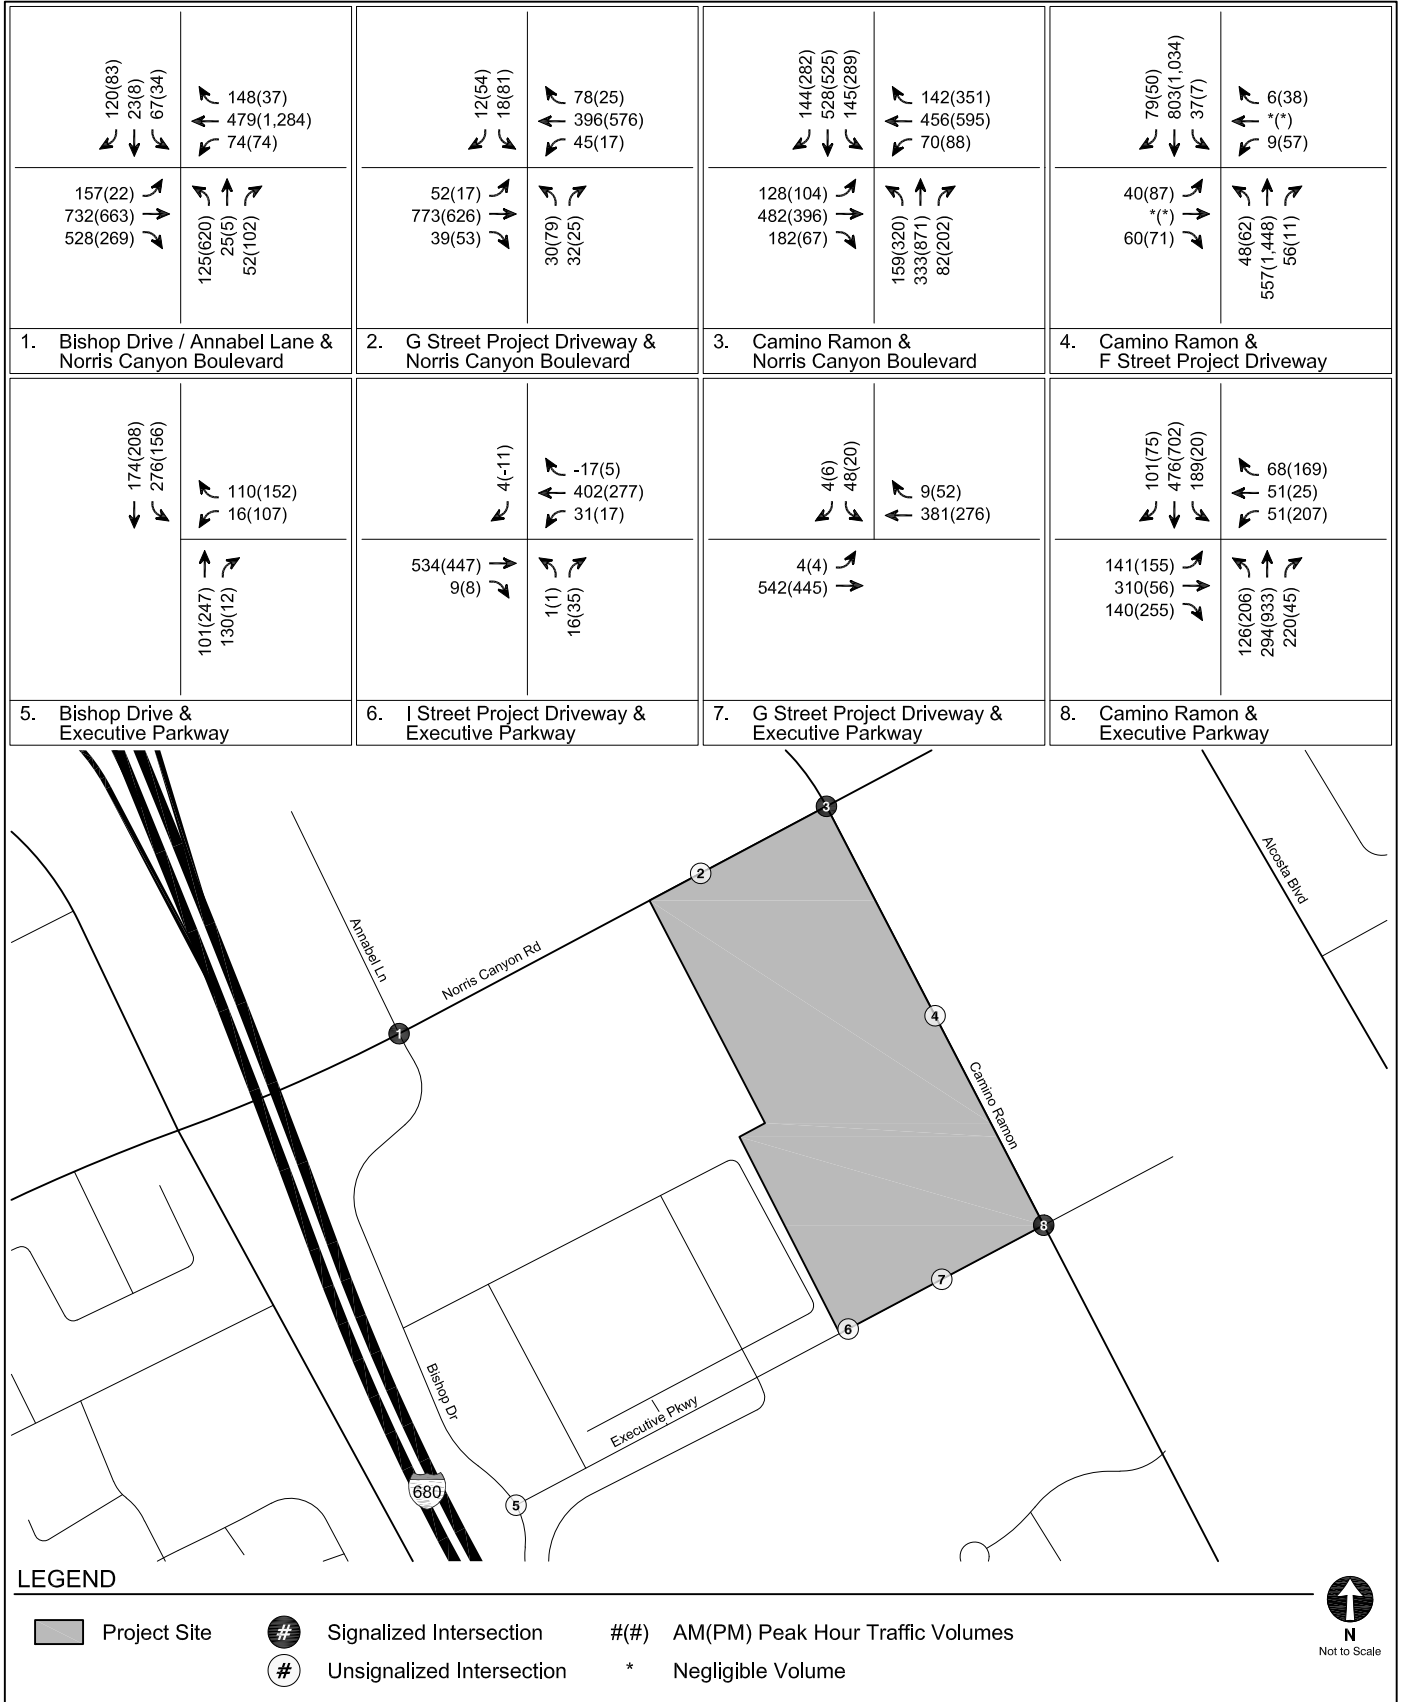 120(83)
23(8)
67(34)
148(37)
479(1,284)
74(74)
157(22)
732(663)
528(269)
125(620)
25(5)
52(102)
1. Bishop Drive / Annabel Lane &
Norris Canyon Boulevard
12(54)
18(81)
78(25)
396(576)
45(17)
52(17)
773(626)
39(53)
30(79)
32(25)
2. G Street Project Driveway &
Norris Canyon Boulevard
144(282)
528(525)
145(289)
142(351)
456(595)
70(88)
128(104)
482(396)
182(67)
159(320)
333(871)
82(202)
3. Camino Ramon &
Norris Canyon Boulevard
79(50)
803(1,034)
37(7)
6(38)
*(*)
9(57)
40(87)
*(*)
60(71)
48(62)
557(1,448)
56(11)
4. Camino Ramon &
F Street Project Driveway
174(208)
276(156)
110(152)
16(107)
101(247)
130(12)
5. Bishop Drive &
Executive Parkway
4(-11)
-17(5)
402(277)
31(17)
534(447)
9(8)
1(1)
16(35)
6. I Street Project Driveway &
Executive Parkway
4(6)
48(20)
9(52)
381(276)
4(4)
542(445)
7. G Street Project Driveway &
Executive Parkway
101(75)
476(702)
189(20)
68(169)
51(25)
51(207)
141(155)
310(56)
140(255)
126(206)
294(933)
220(45)
8. Camino Ramon &
Executive Parkway
3
2
Alcosta Blvd
Annabel Ln
Norris Canyon Rd
1
4
Camino Ramon
8
7
6
Bishop Dr
Executive Pkwy
680
5
LEGEND
Project Site
# Signalized Intersection
#(#) AM(PM) Peak Hour Traffic Volumes
# Unsignalized Intersection
* Negligible Volume
N
Not to Scale